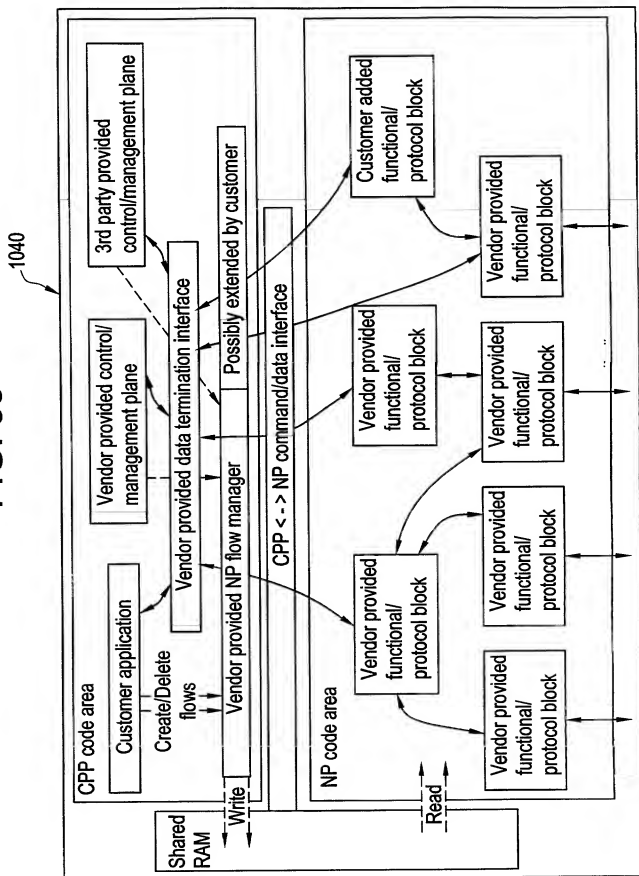 1040
CPP code area
Customer application
Vendor provided control/
management plane
3rd party provided
control/management plane
Create/Delete
flows
Vendor provided data termination interface
Vendor provided NP flow manager
Possibly extended by customer
Write
Shared
RAM
CPP < - > NP command/data interface
NP code area
Read
Vendor provided
functional/
protocol block
Vendor provided
functional/
protocol block
Customer added
functional/
protocol block
Vendor provided
functional/
protocol block
Vendor provided
functional/
protocol block
Vendor provided
functional/
protocol block
Vendor provided
functional/
protocol block